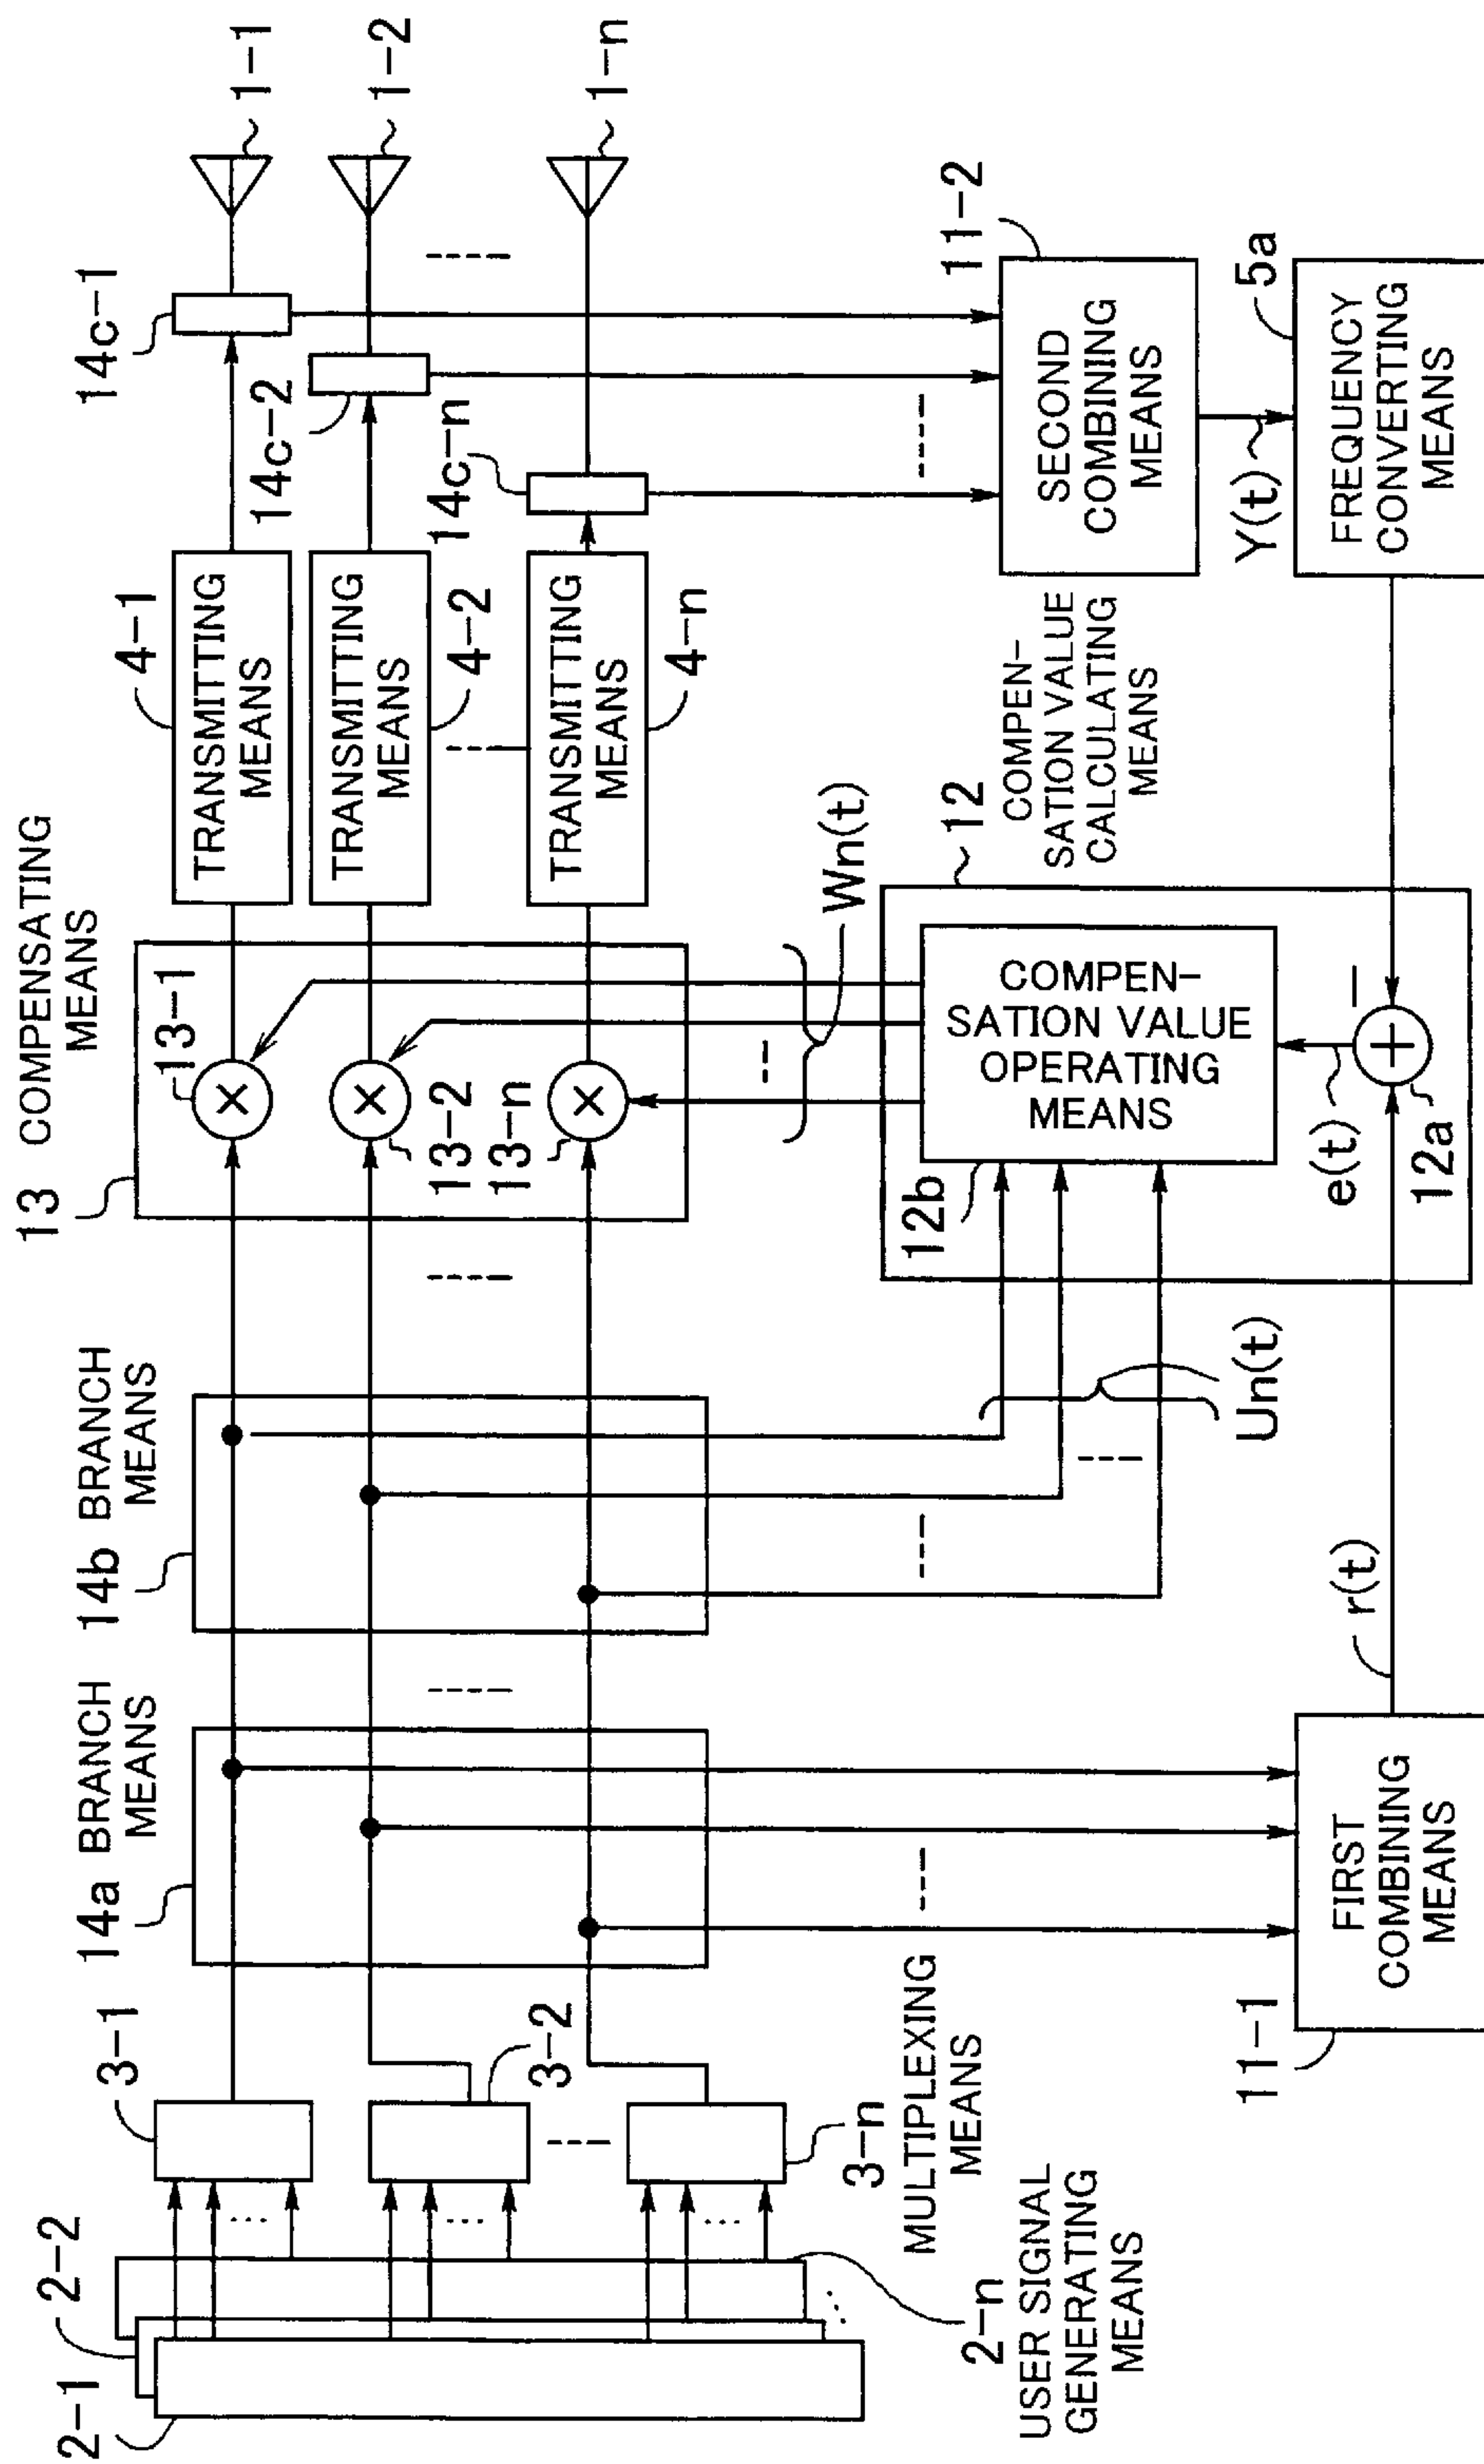 2-1
2-2
2-n
USER SIGNAL
GENERATING
MEANS
3-1
3-2
3-n
MULTIPLEXING
MEANS
14a BRANCH
MEANS
14b BRANCH
MEANS
13 COMPENSATING
MEANS
13-1
13-2
13-n
4-1
TRANSMITTING
MEANS
TRANSMITTING
MEANS
4-2
TRANSMITTING
MEANS
4-n
14c-1
14c-2
14c-n
1-1
1-2
1-n
11-1
FIRST
COMBINING
MEANS
r(t)
Un(t)
Wn(t)
12
COMPEN-
SATION VALUE
CALCULATING
MEANS
12b
COMPEN-
SATION VALUE
OPERATING
MEANS
e(t)
12a
+
−
×
×
×
11-2
SECOND
COMBINING
MEANS
Y(t)
5a
FREQUENCY
CONVERTING
MEANS